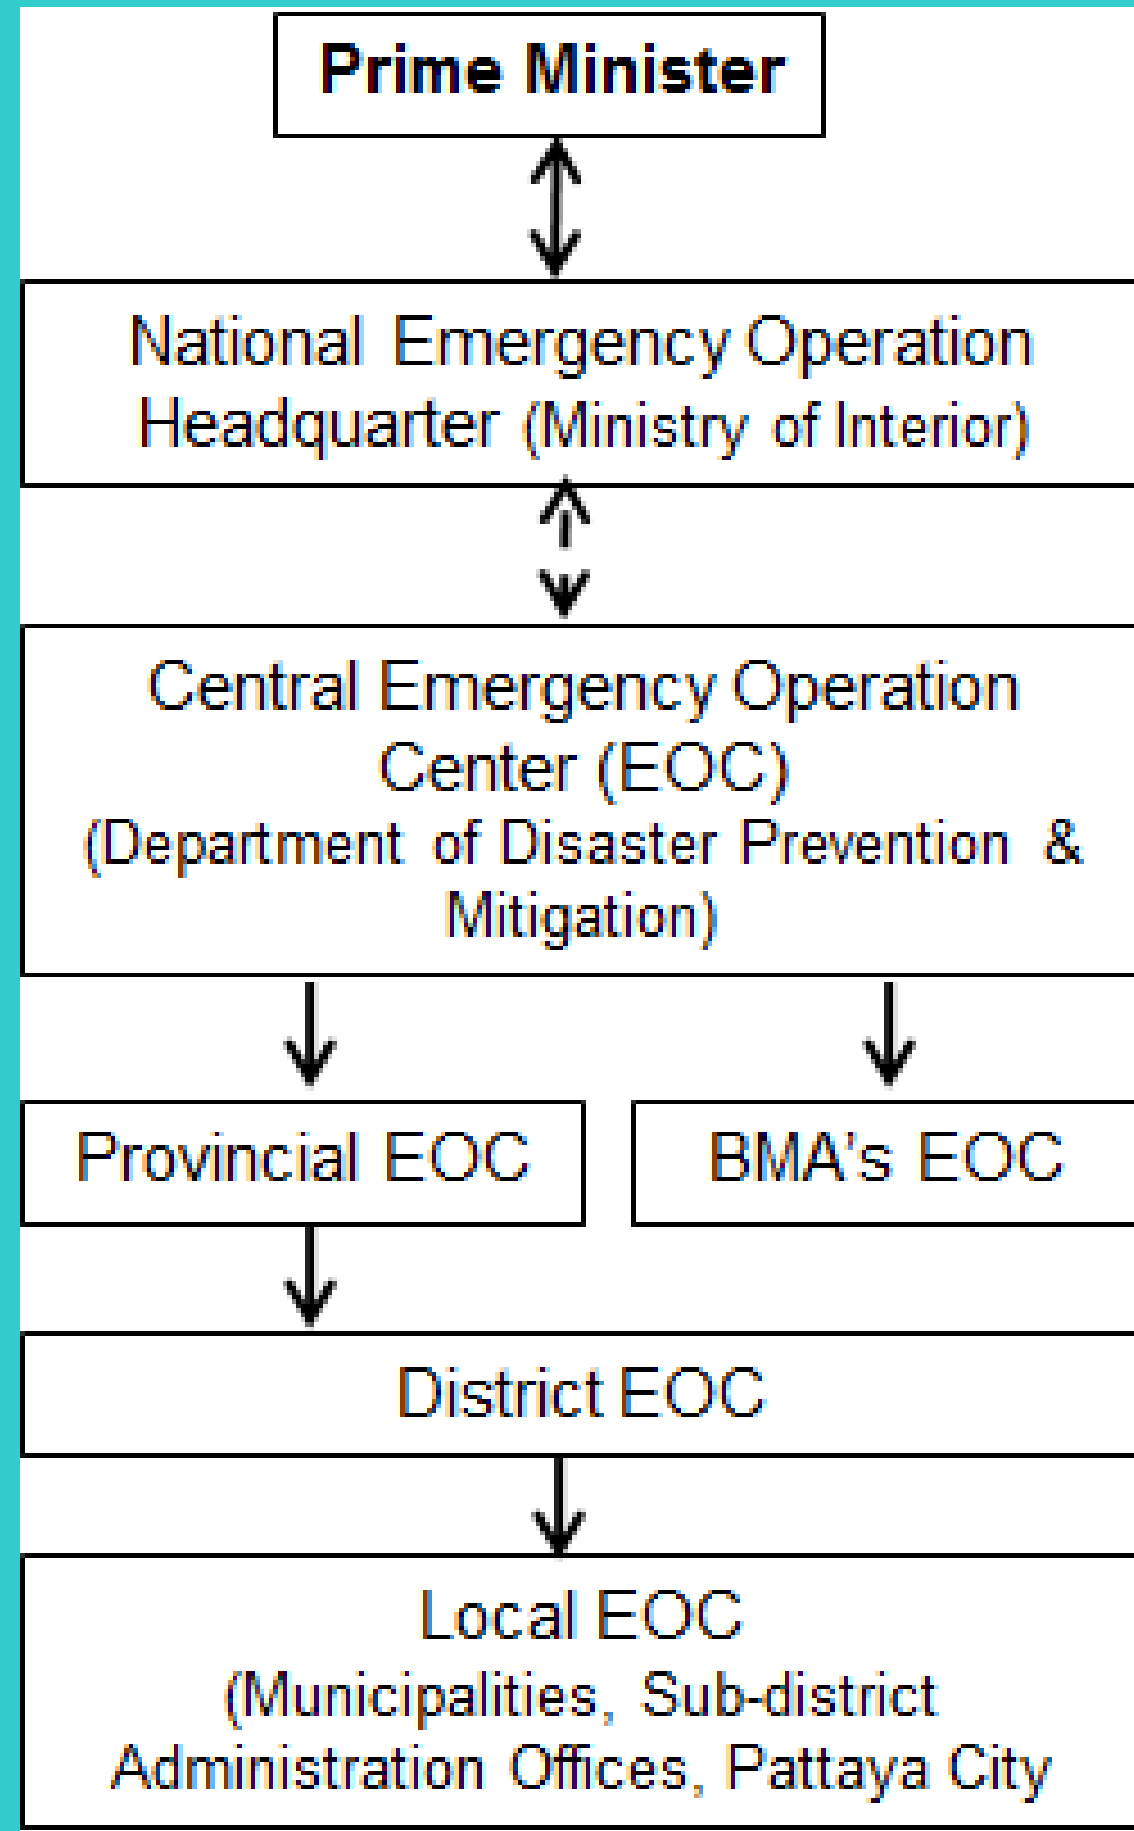 Prime Minister
National Emergency Operation
Headquarter (Ministry of Interior)
Central Emergency Operation
Center (EOC)
(Department of Disaster Prevention &
Mitigation)
Provincial EOC
BMA's EOC
District EOC
Local EOC
(Municipalities, Sub-district
Administration Offices, Pattaya City